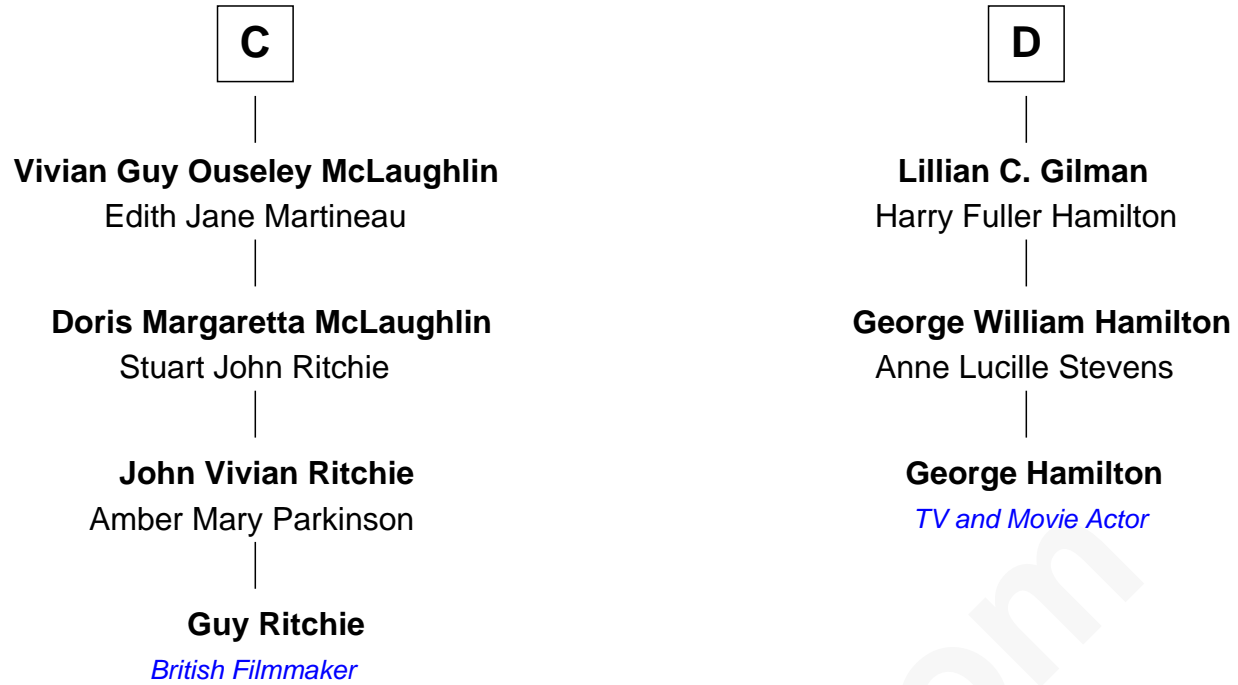 C
Vivian Guy Ouseley McLaughlin
Edith Jane Martineau
Doris Margaretta McLaughlin
Stuart John Ritchie
John Vivian Ritchie
Amber Mary Parkinson
Guy Ritchie
British Filmmaker
D
Lillian C. Gilman
Harry Fuller Hamilton
George William Hamilton
Anne Lucille Stevens
George Hamilton
TV and Movie Actor
om